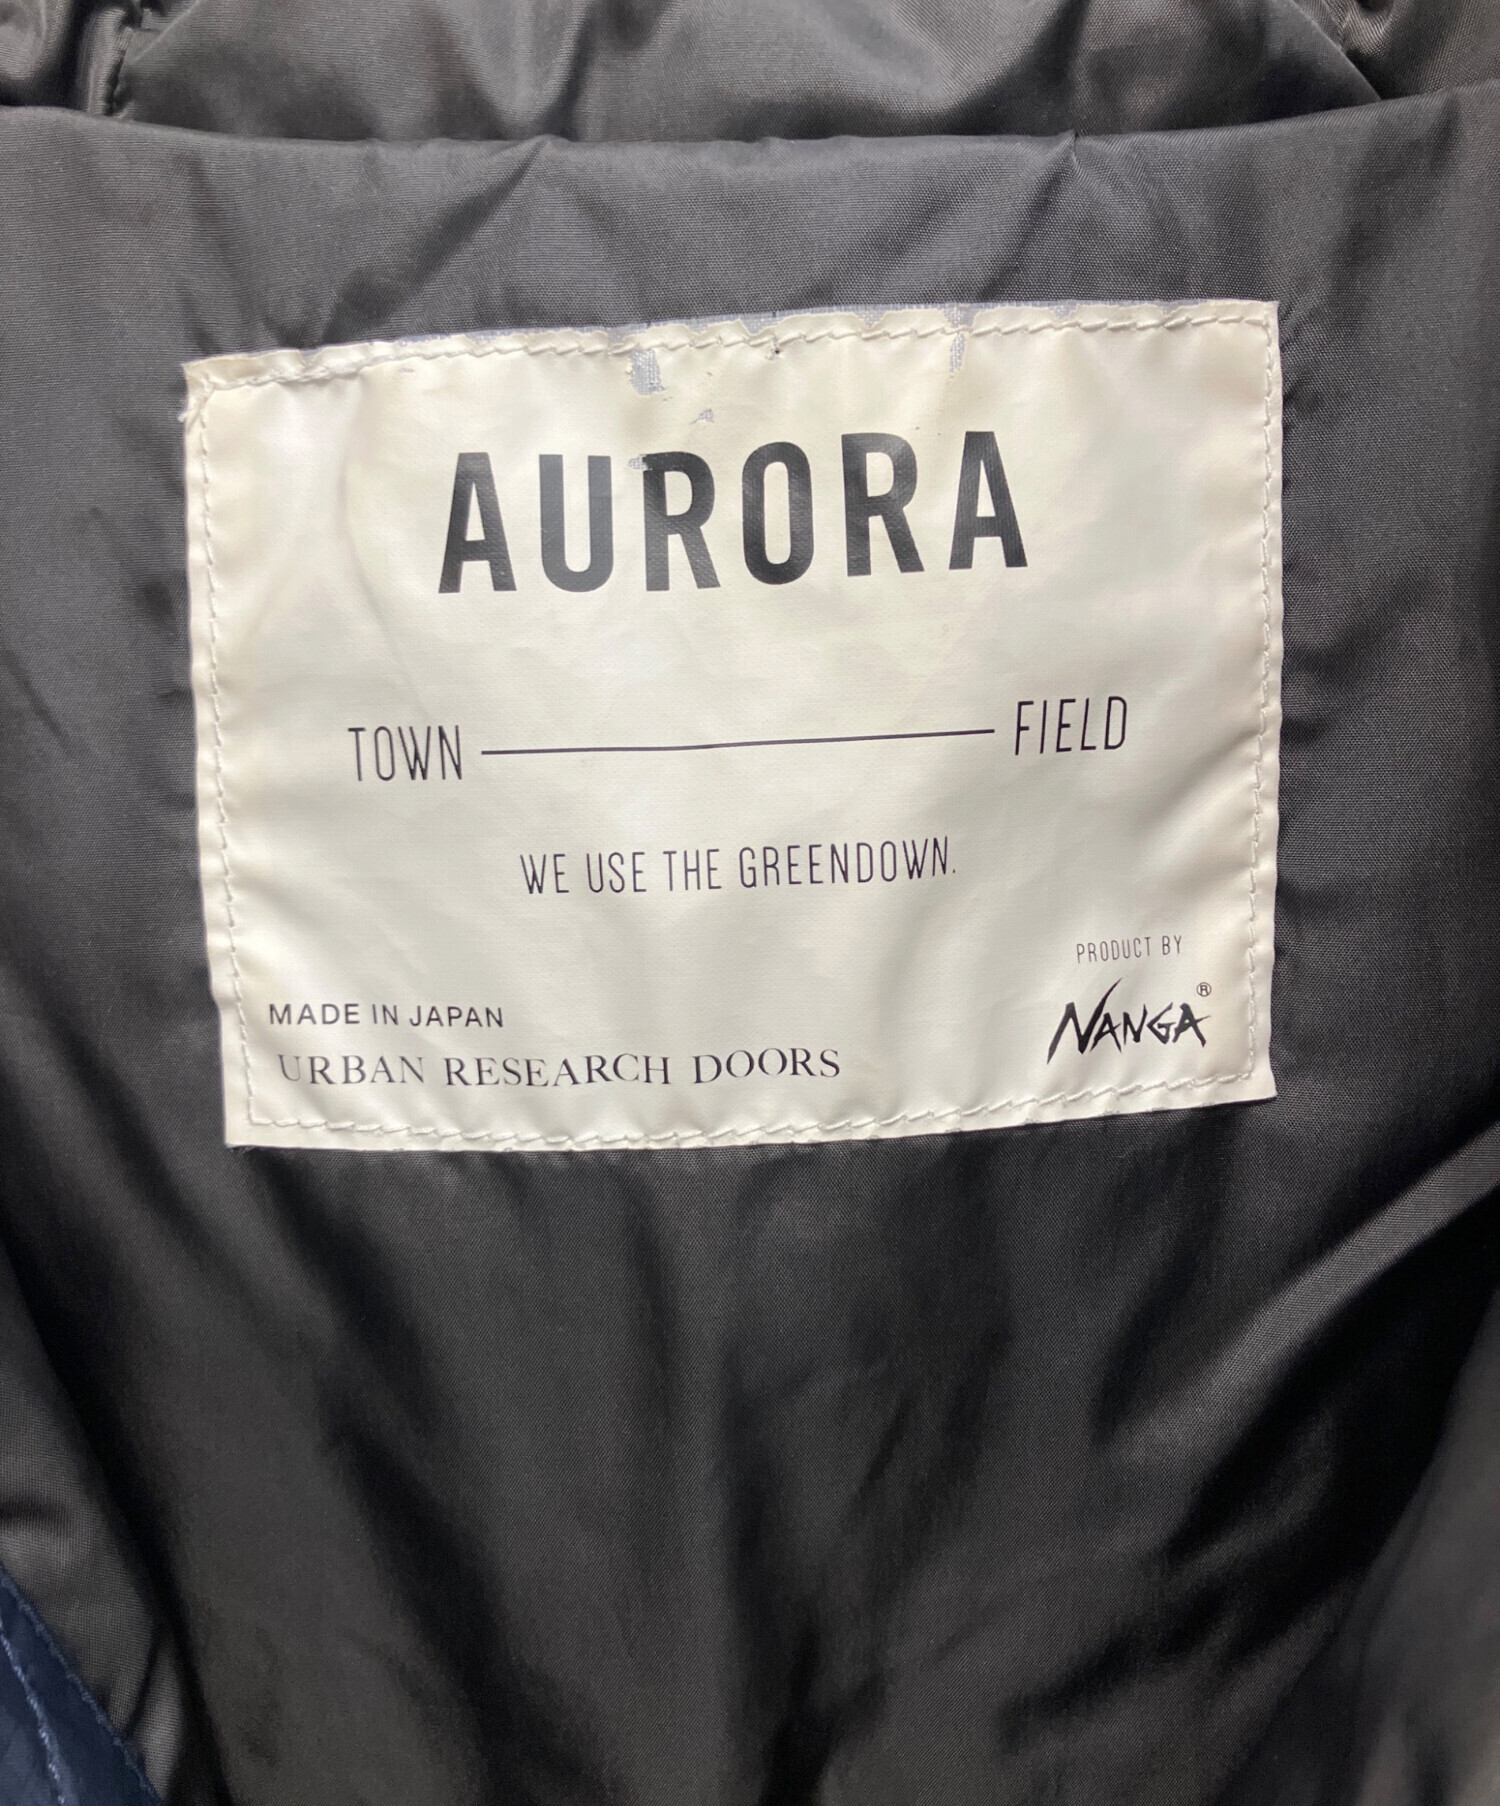 AURORA
TOWN FIELD
WE USE THE GREENDOWN.
PRODUCT BY
NANGA®
MADE IN JAPAN
URBAN RESEARCH DOORS